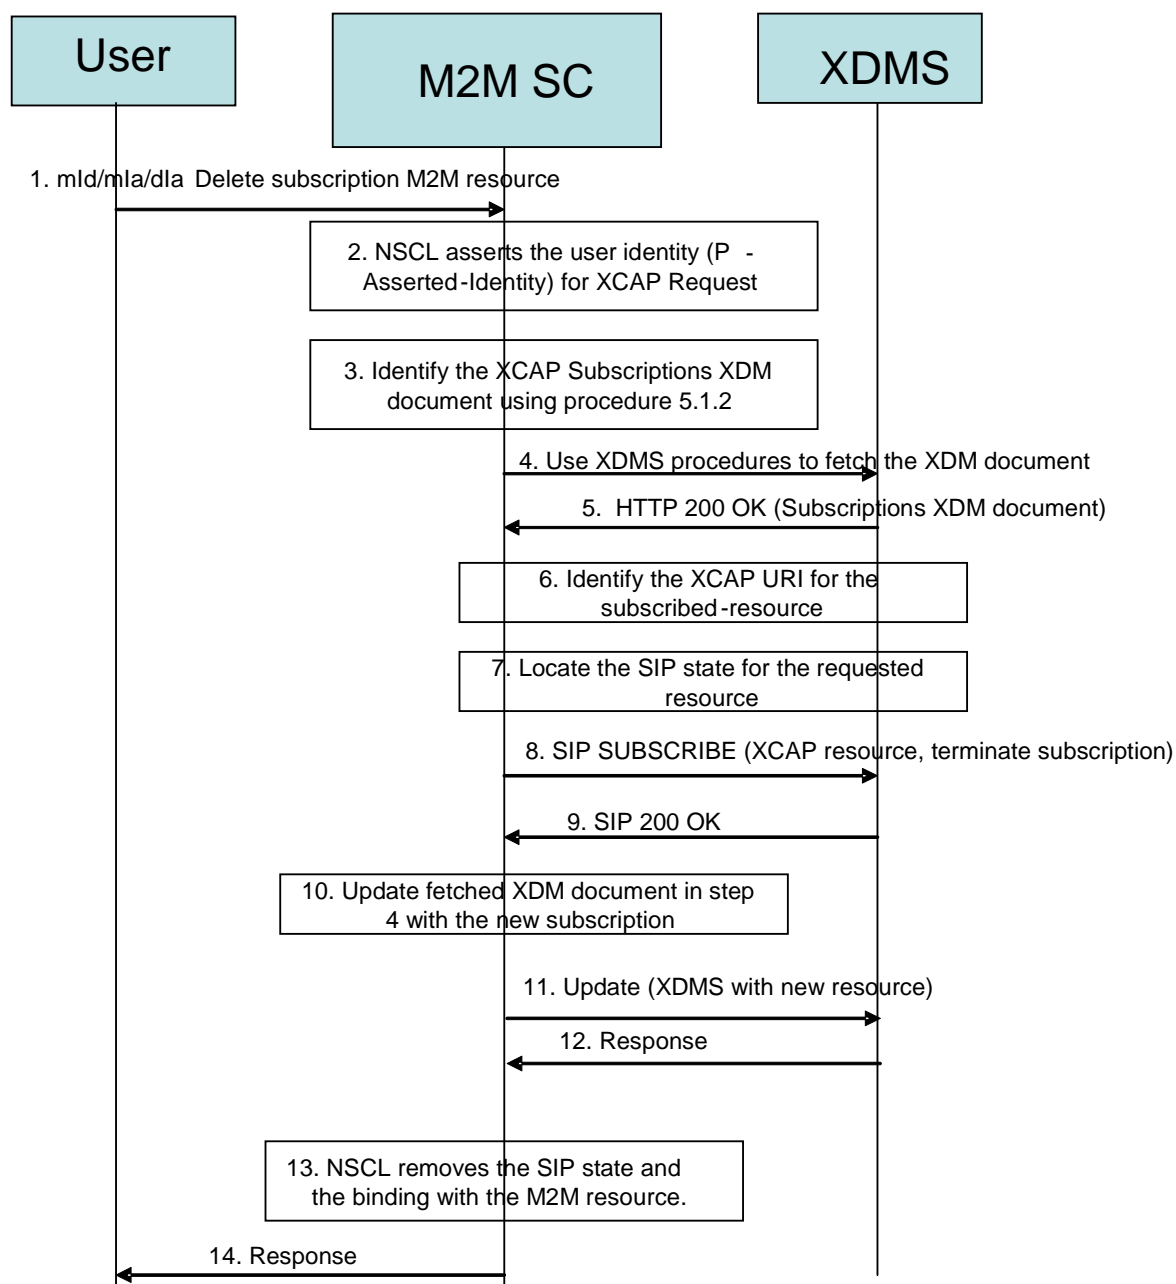 User
M2M SC
XDMS
1. mId/mIa/dIa Delete subscription M2M resource
2. NSCL asserts the user identity (P -
Asserted-Identity) for XCAP Request
3. Identify the XCAP Subscriptions XDM
document using procedure 5.1.2
4. Use XDMS procedures to fetch the XDM document
5. HTTP 200 OK (Subscriptions XDM document)
6. Identify the XCAP URI for the
subscribed-resource
7. Locate the SIP state for the requested
resource
8. SIP SUBSCRIBE (XCAP resource, terminate subscription)
9. SIP 200 OK
10. Update fetched XDM document in step
4 with the new subscription
11. Update (XDMS with new resource)
12. Response
13. NSCL removes the SIP state and
the binding with the M2M resource.
14. Response